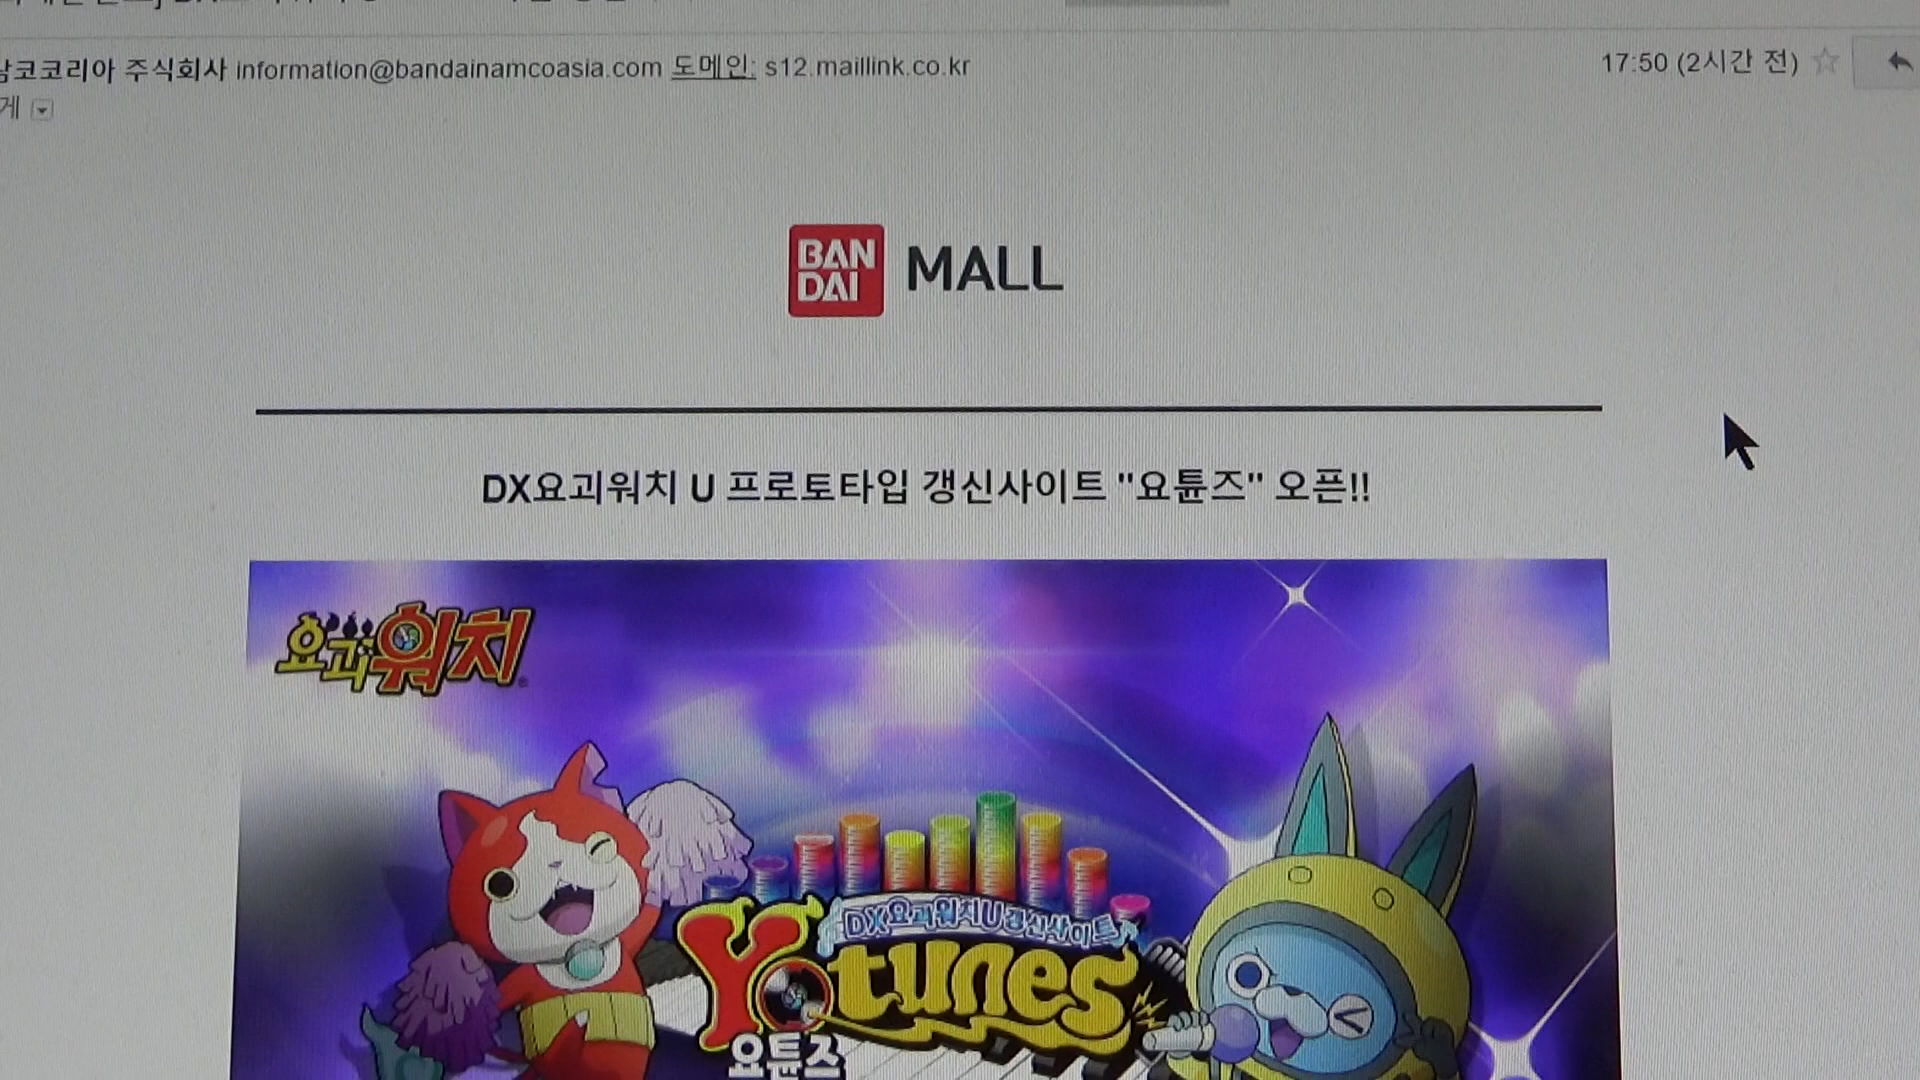 남코코리아 주식회사 information@bandainamcoasia.com 도메인: s12.maillink.co.kr
17:50 (2시간 전)
게
BAN
DAI
MALL
DX요괴워치 U 프로토타입 갱신사이트 "요튠즈" 오픈!!
요괴워치
DX요괴워치U갱신사이트
Yotunes
요튠즈